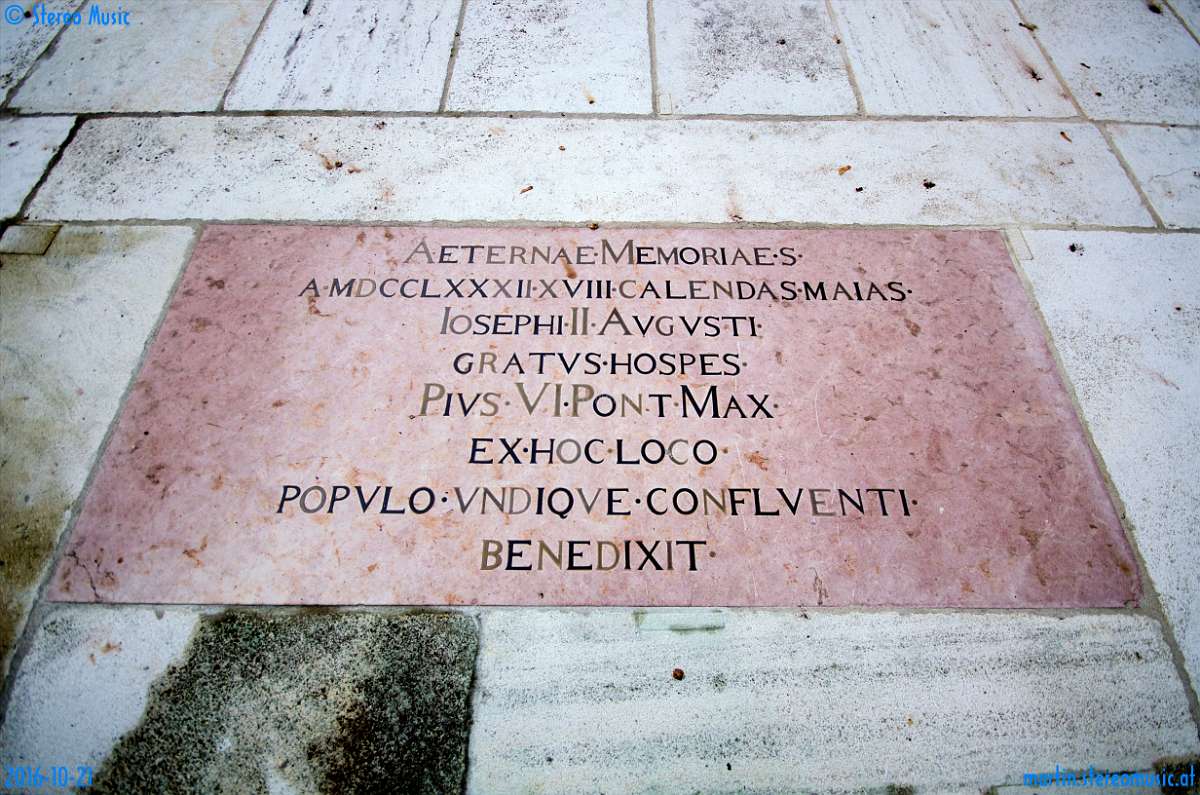 © Stereo Music
AETERNAE·MEMORIAE·S·
A·MDCCLXXXII·XVIII·CALENDAS·MAIAS·
IOSEPHI·II·AVGVSTI·
GRATVS·HOSPES·
PIVS·VI·PONT·MAX·
EX·HOC·LOCO·
POPVLO·VNDIQVE·CONFLVENTI·
BENEDIXIT·
2016-10-21
martin.stereomusic.at